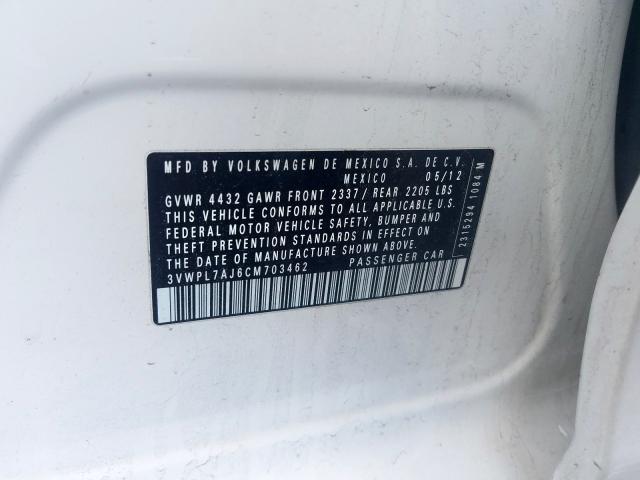 MFD BY VOLKSWAGEN DE MEXICO S.A. DE C.V.
MEXICO 05/12
GVWR 4432 GAWR FRONT 2337/ REAR 2205 LBS
THIS VEHICLE CONFORMS TO ALL APPLICABLE U.S.
FEDERAL MOTOR VEHICLE SAFETY, BUMPER AND
THEFT PREVENTION STANDARDS IN EFFECT ON
THE DATE OF MANUFACTURE SHOWN ABOVE.
3VWPL7AJ6CM703462 PASSENGER CAR
2315294 1084 M